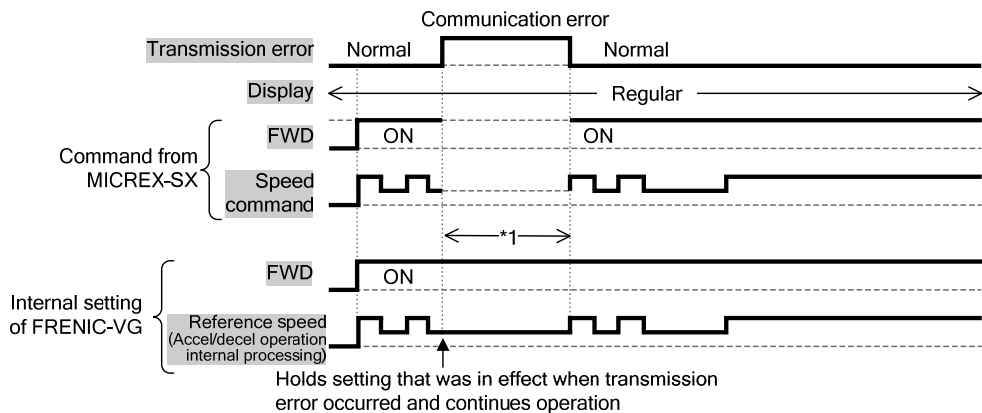 Communication error
Transmission error
Normal
Normal
Display
Regular
Command from
MICREX-SX
FWD
ON
ON
Speed
command
*1
Internal setting
of FRENIC-VG
FWD
ON
Reference speed
(Accel/decel operation
internal processing)
Holds setting that was in effect when transmission
error occurred and continues operation